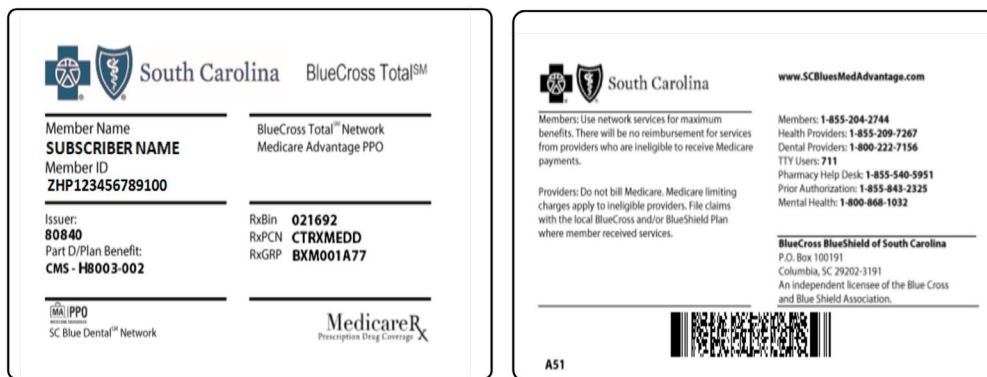 South Carolina
BlueCross Total℠
Member Name
SUBSCRIBER NAME
Member ID
ZHP123456789100
BlueCross Total℠ Network
Medicare Advantage PPO
Issuer:
80840
Part D/Plan Benefit:
CMS - H8003-002
RxBin 021692
RxPCN CTRXMEDD
RxGRP BXM001A77
MA PPO
SC Blue Dental℠ Network
MedicareRx
Prescription Drug Coverage
South Carolina
Members: Use network services for maximum
benefits. There will be no reimbursement for services
from providers who are ineligible to receive Medicare
payments.
Providers: Do not bill Medicare. Medicare limiting
charges apply to ineligible providers. File claims
with the local BlueCross and/or BlueShield Plan
where member received services.
www.SCBluesMedAdvantage.com
Members: 1-855-204-2744
Health Providers: 1-855-209-7267
Dental Providers: 1-800-222-7156
TTY Users: 711
Pharmacy Help Desk: 1-855-540-5951
Prior Authorization: 1-855-843-2325
Mental Health: 1-800-868-1032
BlueCross BlueShield of South Carolina
P.O. Box 100191
Columbia, SC 29202-3191
An independent licensee of the Blue Cross
and Blue Shield Association.
A51